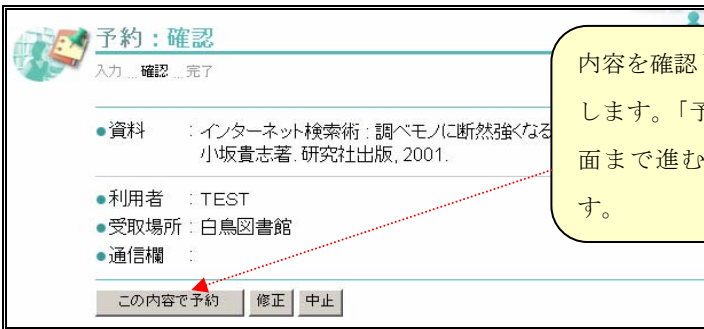 予約：確認
入力 ... 確認 ... 完了
●資料 ：インターネット検索術：調べモノに断然強くなる
小坂貴志著. 研究社出版, 2001.
●利用者 ：TEST
●受取場所：白鳥図書館
●通信欄 ：
この内容で予約 修正 中止
内容を確認
します。「予
面まで進む
す。